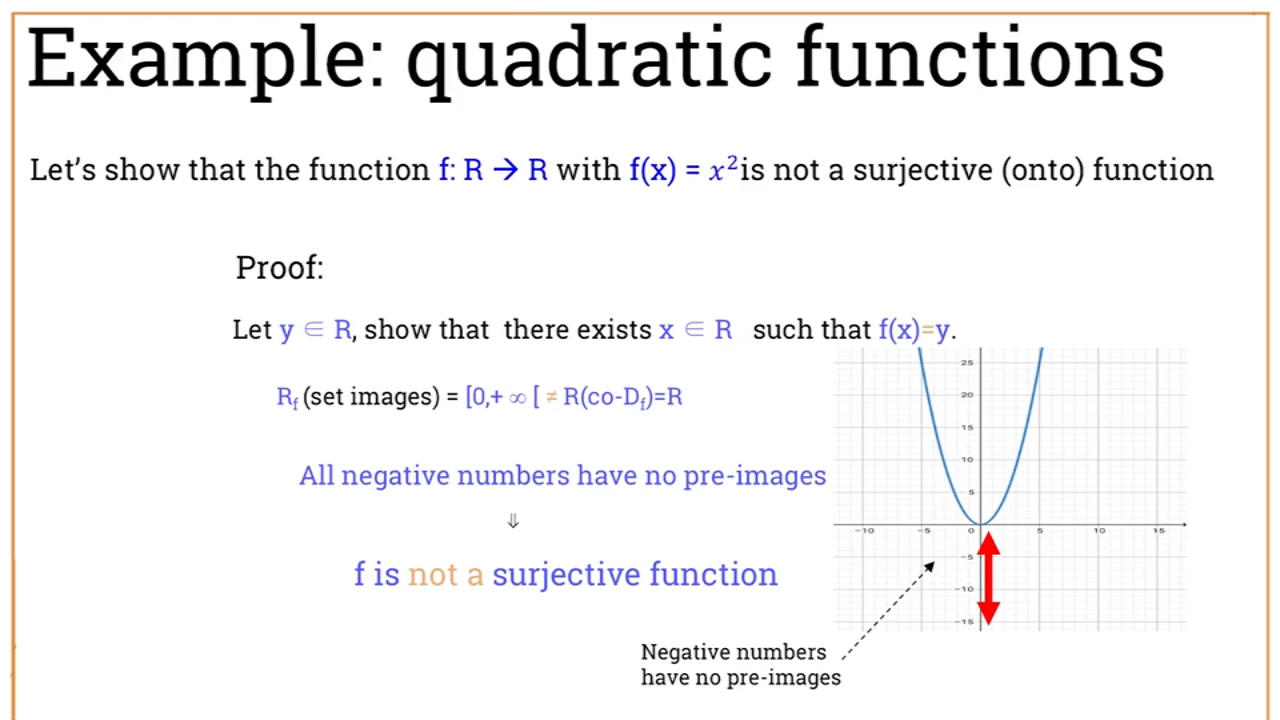 Example: quadratic functions
Let’s show that the function f: R → R with f(x) = x² is not a surjective (onto) function
Proof:
Let y ∈ R, show that there exists x ∈ R such that f(x)=y.
R_f (set images) = [0,+ ∞ [ ≠ R(co-D_f)=R
All negative numbers have no pre-images
⇓
f is not a surjective function
25
20
15
10
5
−10 −5 0 5 10 15
−5
−10
−15
Negative numbers
have no pre-images